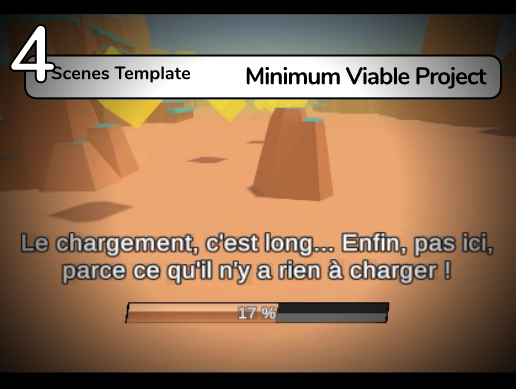 4
Scenes Template
Minimum Viable Project
Le chargement, c'est long... Enfin, pas ici,
parce ce qu'il n'y a rien à charger !
17 %